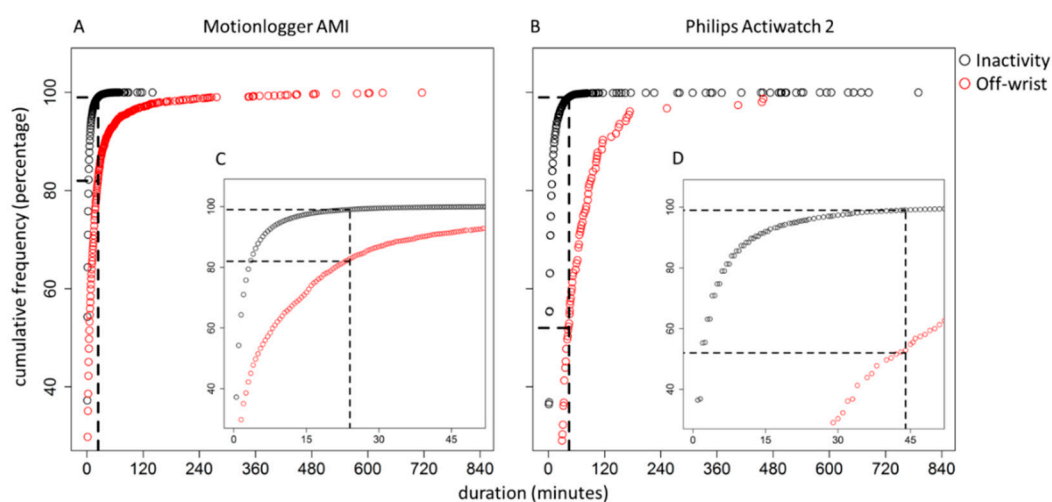 A
Motionlogger AMI
B
Philips Actiwatch 2
Inactivity
Off-wrist
cumulative frequency (percentage)
100
80
60
40
0 120 240 360 480 600 720 840
C
100
80
60
40
0 15 30 45
0 120 240 360 480 600 720 840
D
100
80
60
40
0 15 30 45
duration (minutes)